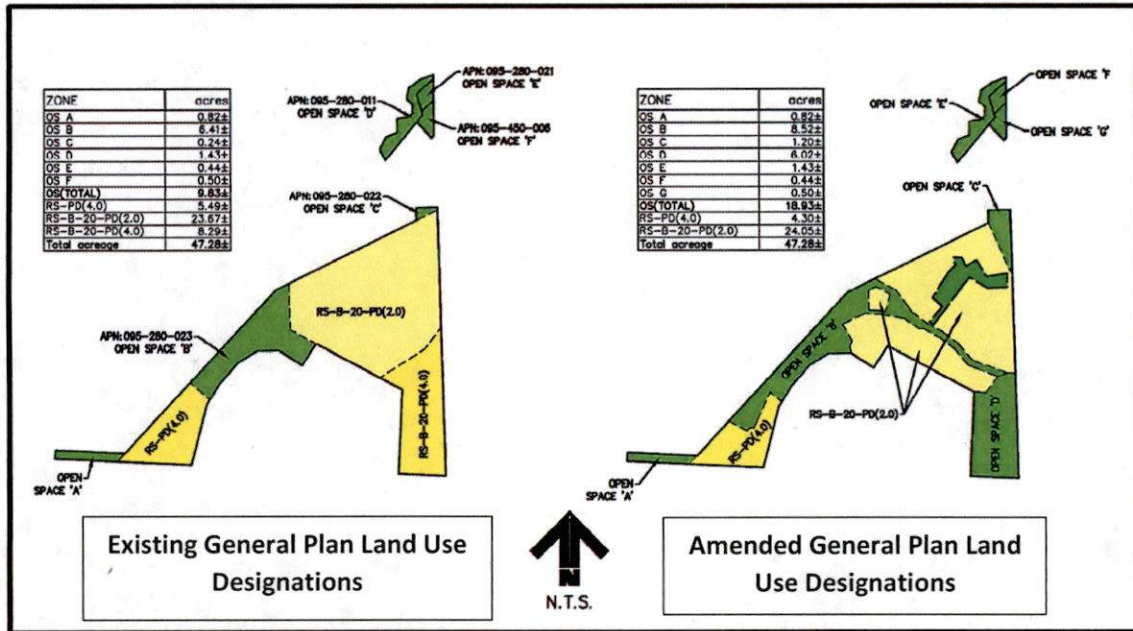 ZONE acres
OS A 0.82±
OS B 6.41±
OS C 0.24±
OS D 1.43±
OS E 0.44±
OS F 0.50±
OS(TOTAL) 9.83±
RS-PD(4.0) 5.49±
RS-B-20-PD(2.0) 23.67±
RS-B-20-PD(4.0) 8.29±
Total acreage 47.28±
APN: 095-280-021
OPEN SPACE 'E'
APN: 095-280-011
OPEN SPACE 'D'
APN: 095-450-006
OPEN SPACE 'F'
APN: 095-280-022
OPEN SPACE 'C'
RS-B-20-PD(2.0)
APN: 095-280-023
OPEN SPACE 'B'
RS-PD(4.0)
RS-B-20-PD(4.0)
OPEN
SPACE 'A'
Existing General Plan Land Use
Designations
N
N.T.S.
ZONE acres
OS A 0.82±
OS B 8.52±
OS C 1.20±
OS D 6.02±
OS E 1.43±
OS F 0.44±
OS G 0.50±
OS(TOTAL) 18.93±
RS-PD(4.0) 4.30±
RS-B-20-PD(2.0) 24.05±
Total acreage 47.28±
OPEN SPACE 'F
OPEN SPACE 'E'
OPEN SPACE 'G'
OPEN SPACE 'C'
OPEN SPACE 'B'
RS-B-20-PD(2.0)
RS-PD(4.0)
OPEN SPACE 'D'
OPEN
SPACE 'A'
Amended General Plan Land
Use Designations